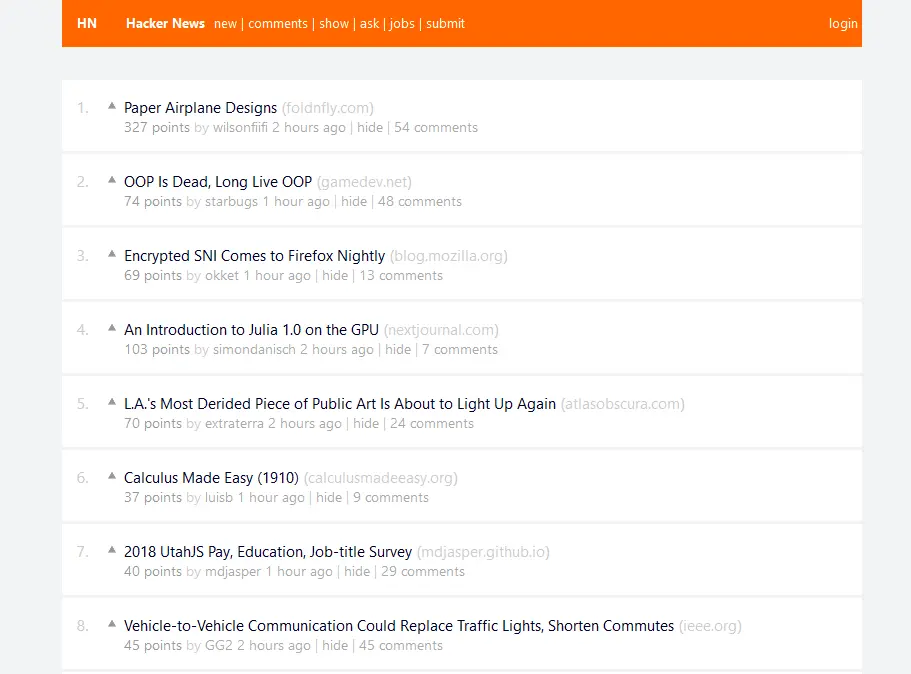 HN Hacker News new | comments | show | ask | jobs | submit login
1. ▲ Paper Airplane Designs (foldnfly.com)
327 points by wilsonfiifi 2 hours ago | hide | 54 comments
2. ▲ OOP Is Dead, Long Live OOP (gamedev.net)
74 points by starbugs 1 hour ago | hide | 48 comments
3. ▲ Encrypted SNI Comes to Firefox Nightly (blog.mozilla.org)
69 points by okket 1 hour ago | hide | 13 comments
4. ▲ An Introduction to Julia 1.0 on the GPU (nextjournal.com)
103 points by simondanisch 2 hours ago | hide | 7 comments
5. ▲ L.A.'s Most Derided Piece of Public Art Is About to Light Up Again (atlasobscura.com)
70 points by extraterra 2 hours ago | hide | 24 comments
6. ▲ Calculus Made Easy (1910) (calculusmadeeasy.org)
37 points by luisb 1 hour ago | hide | 9 comments
7. ▲ 2018 UtahJS Pay, Education, Job-title Survey (mdjasper.github.io)
40 points by mdjasper 1 hour ago | hide | 29 comments
8. ▲ Vehicle-to-Vehicle Communication Could Replace Traffic Lights, Shorten Commutes (ieee.org)
45 points by GG2 2 hours ago | hide | 45 comments